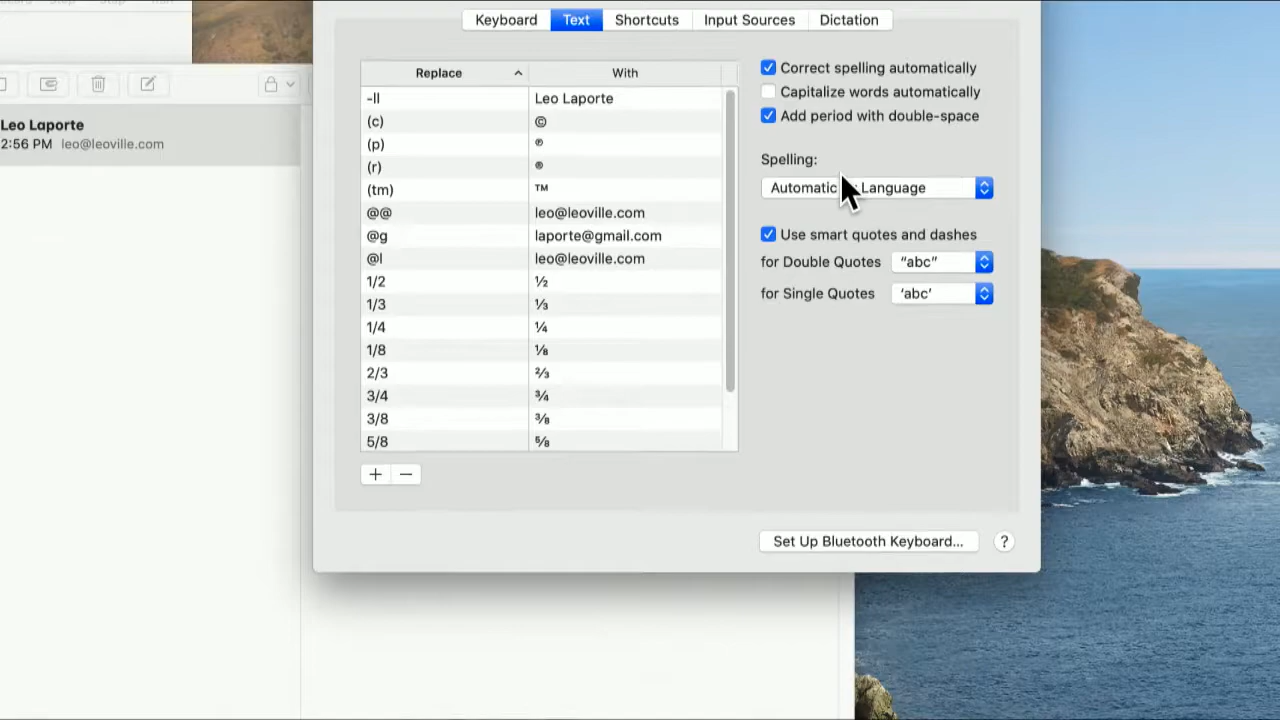 Keyboard Text Shortcuts Input Sources Dictation
Replace With
-ll Leo Laporte
(c) ©
(p) ℗
(r) ®
(tm) ™
@@ leo@leoville.com
@g laporte@gmail.com
@l leo@leoville.com
1/2 ½
1/3 ⅓
1/4 ¼
1/8 ⅛
2/3 ⅔
3/4 ¾
3/8 ⅜
5/8 ⅝
Correct spelling automatically
Capitalize words automatically
Add period with double-space
Spelling:
Automatic Language
Use smart quotes and dashes
for Double Quotes “abc”
for Single Quotes ‘abc’
Set Up Bluetooth Keyboard... ?
Leo Laporte
2:56 PM leo@leoville.com